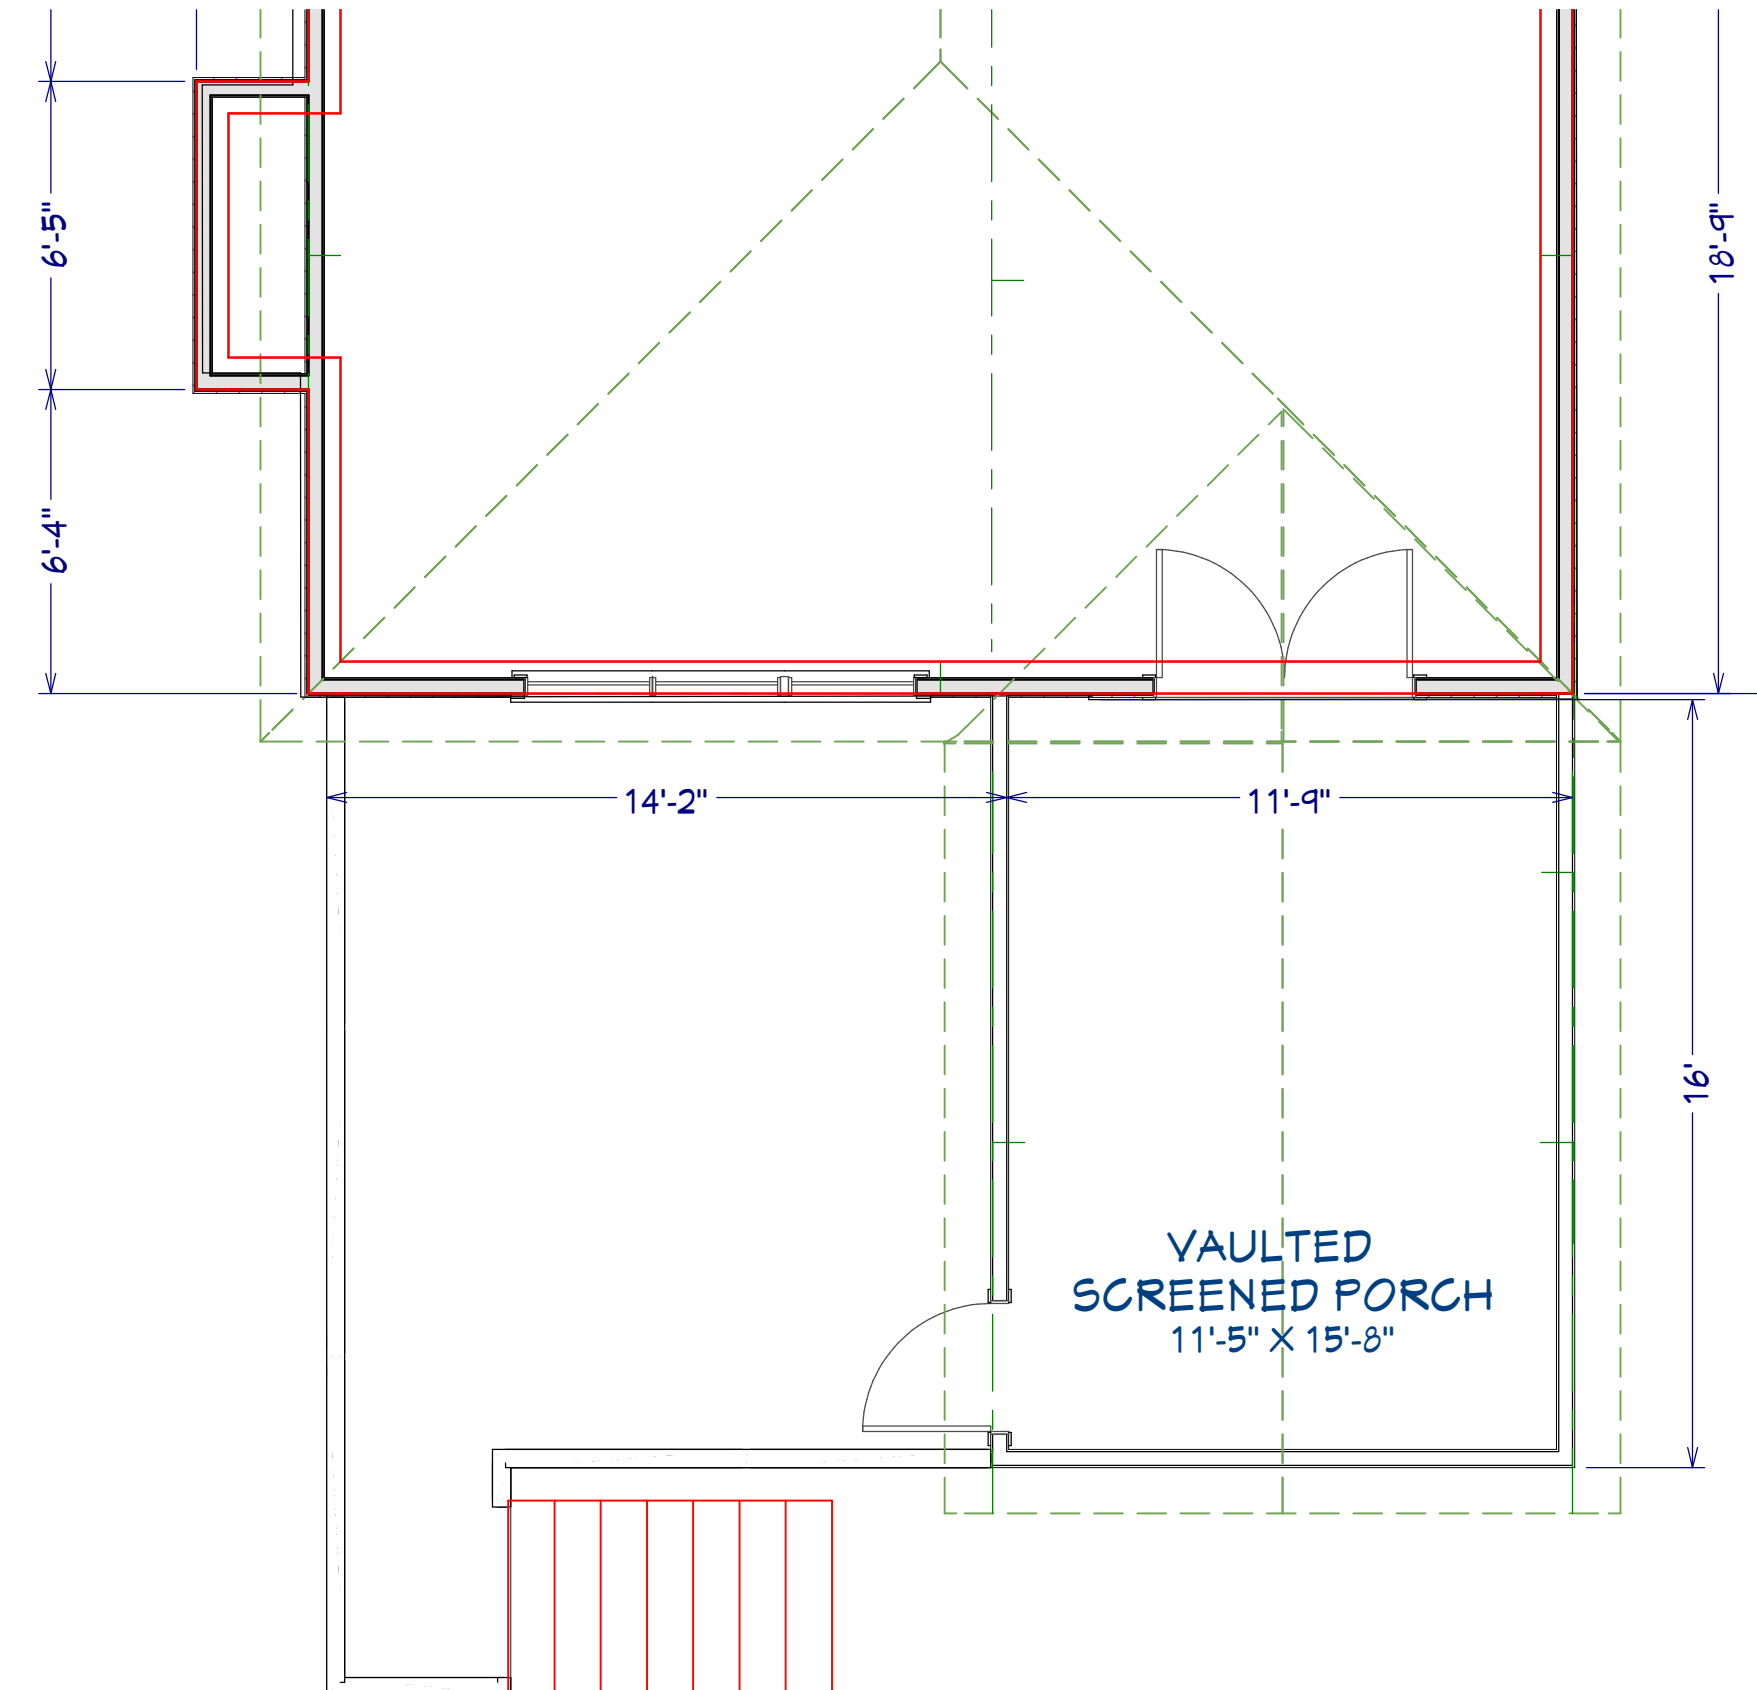 6'-5"
18'-9"
6'-4"
14'-2"
11'-9"
16'
VAULTED
SCREENED PORCH
11'-5" X 15'-8"